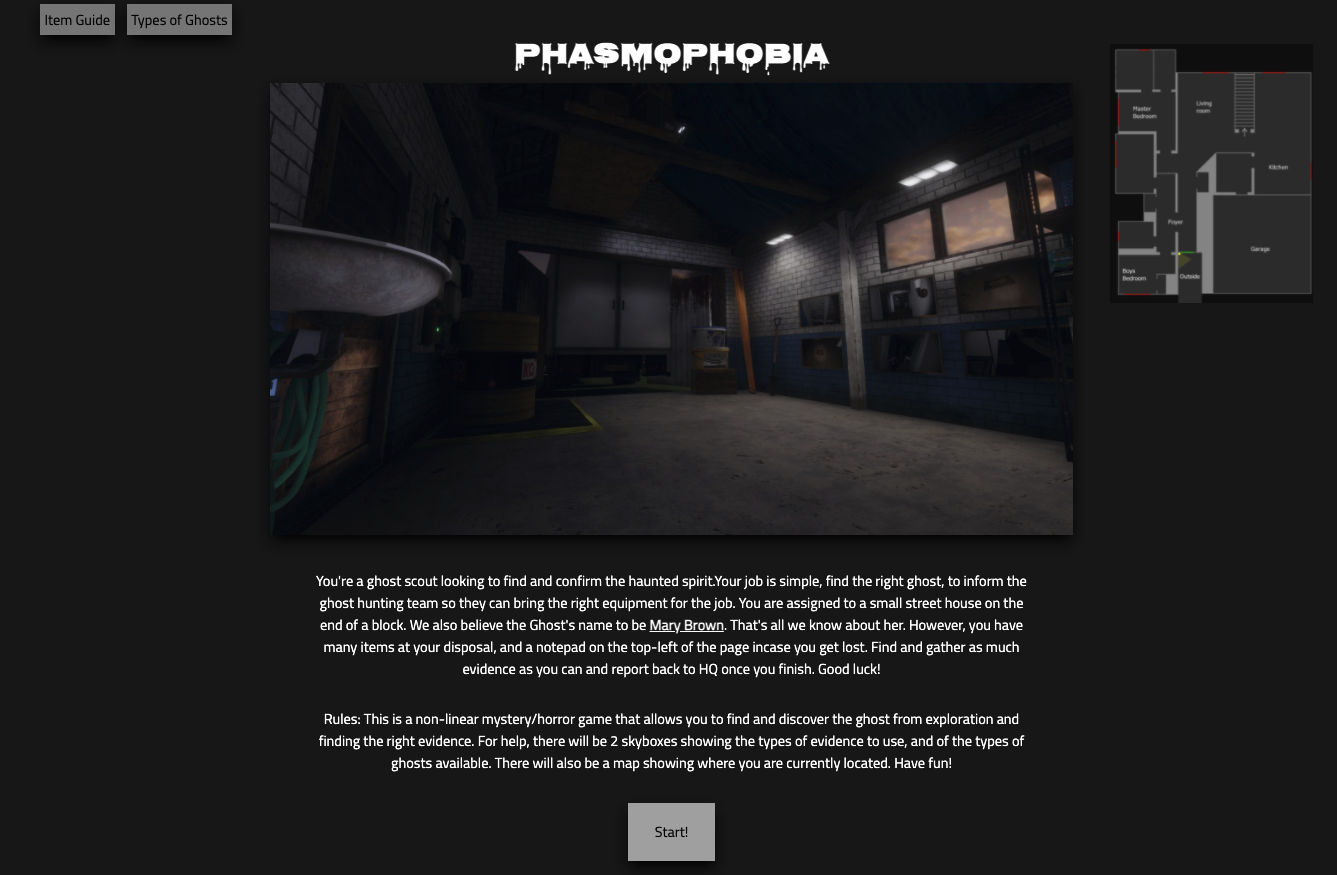 Item Guide
Types of Ghosts
PHASMOPHOBIA
Master
Bedroom
Living
room
Kitchen
Foyer
Garage
Boys
Bedroom
Outside
You're a ghost scout looking to find and confirm the haunted spirit.Your job is simple, find the right ghost, to inform the
ghost hunting team so they can bring the right equipment for the job. You are assigned to a small street house on the
end of a block. We also believe the Ghost's name to be Mary Brown. That's all we know about her. However, you have
many items at your disposal, and a notepad on the top-left of the page incase you get lost. Find and gather as much
evidence as you can and report back to HQ once you finish. Good luck!
Rules: This is a non-linear mystery/horror game that allows you to find and discover the ghost from exploration and
finding the right evidence. For help, there will be 2 skyboxes showing the types of evidence to use, and of the types of
ghosts available. There will also be a map showing where you are currently located. Have fun!
Start!